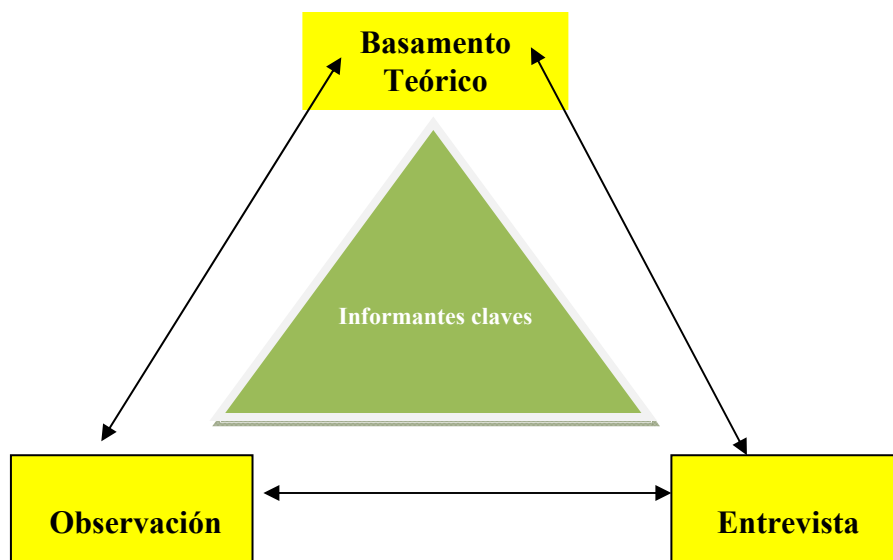 Basamento
Teórico
Informantes claves
Observación
Entrevista